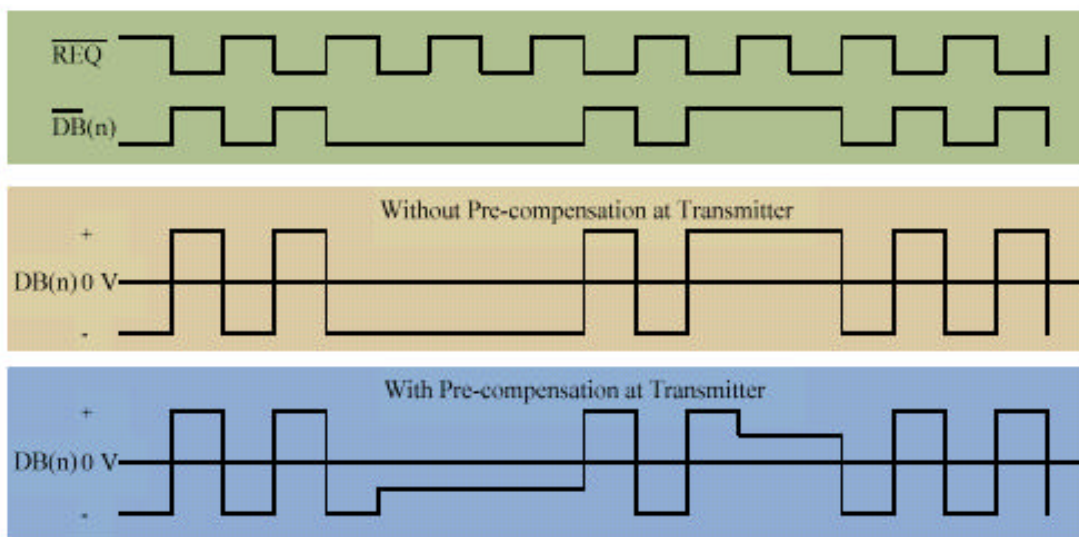 REQ
DB(n)
Without Pre-compensation at Transmitter
+
DB(n) 0 V
-
With Pre-compensation at Transmitter
+
DB(n) 0 V
-